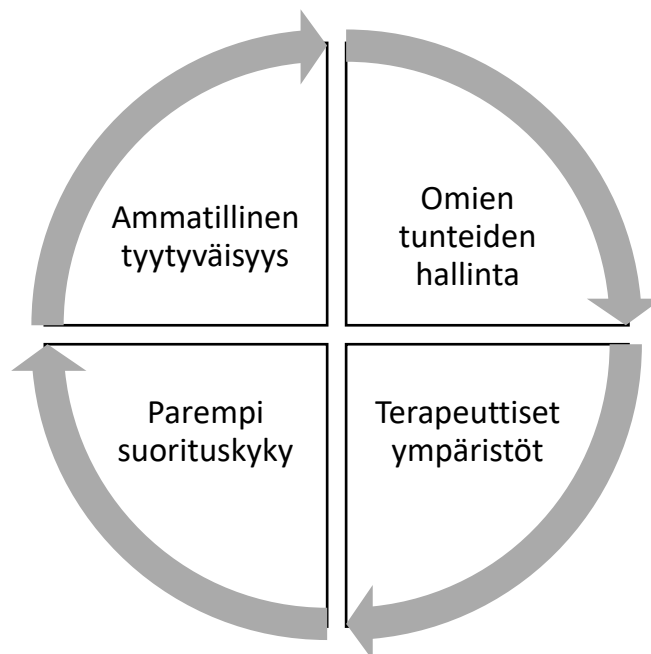 Ammatillinen
tyytyväisyys
Omien
tunteiden
hallinta
Parempi
suorituskyky
Terapeuttiset
ympäristöt